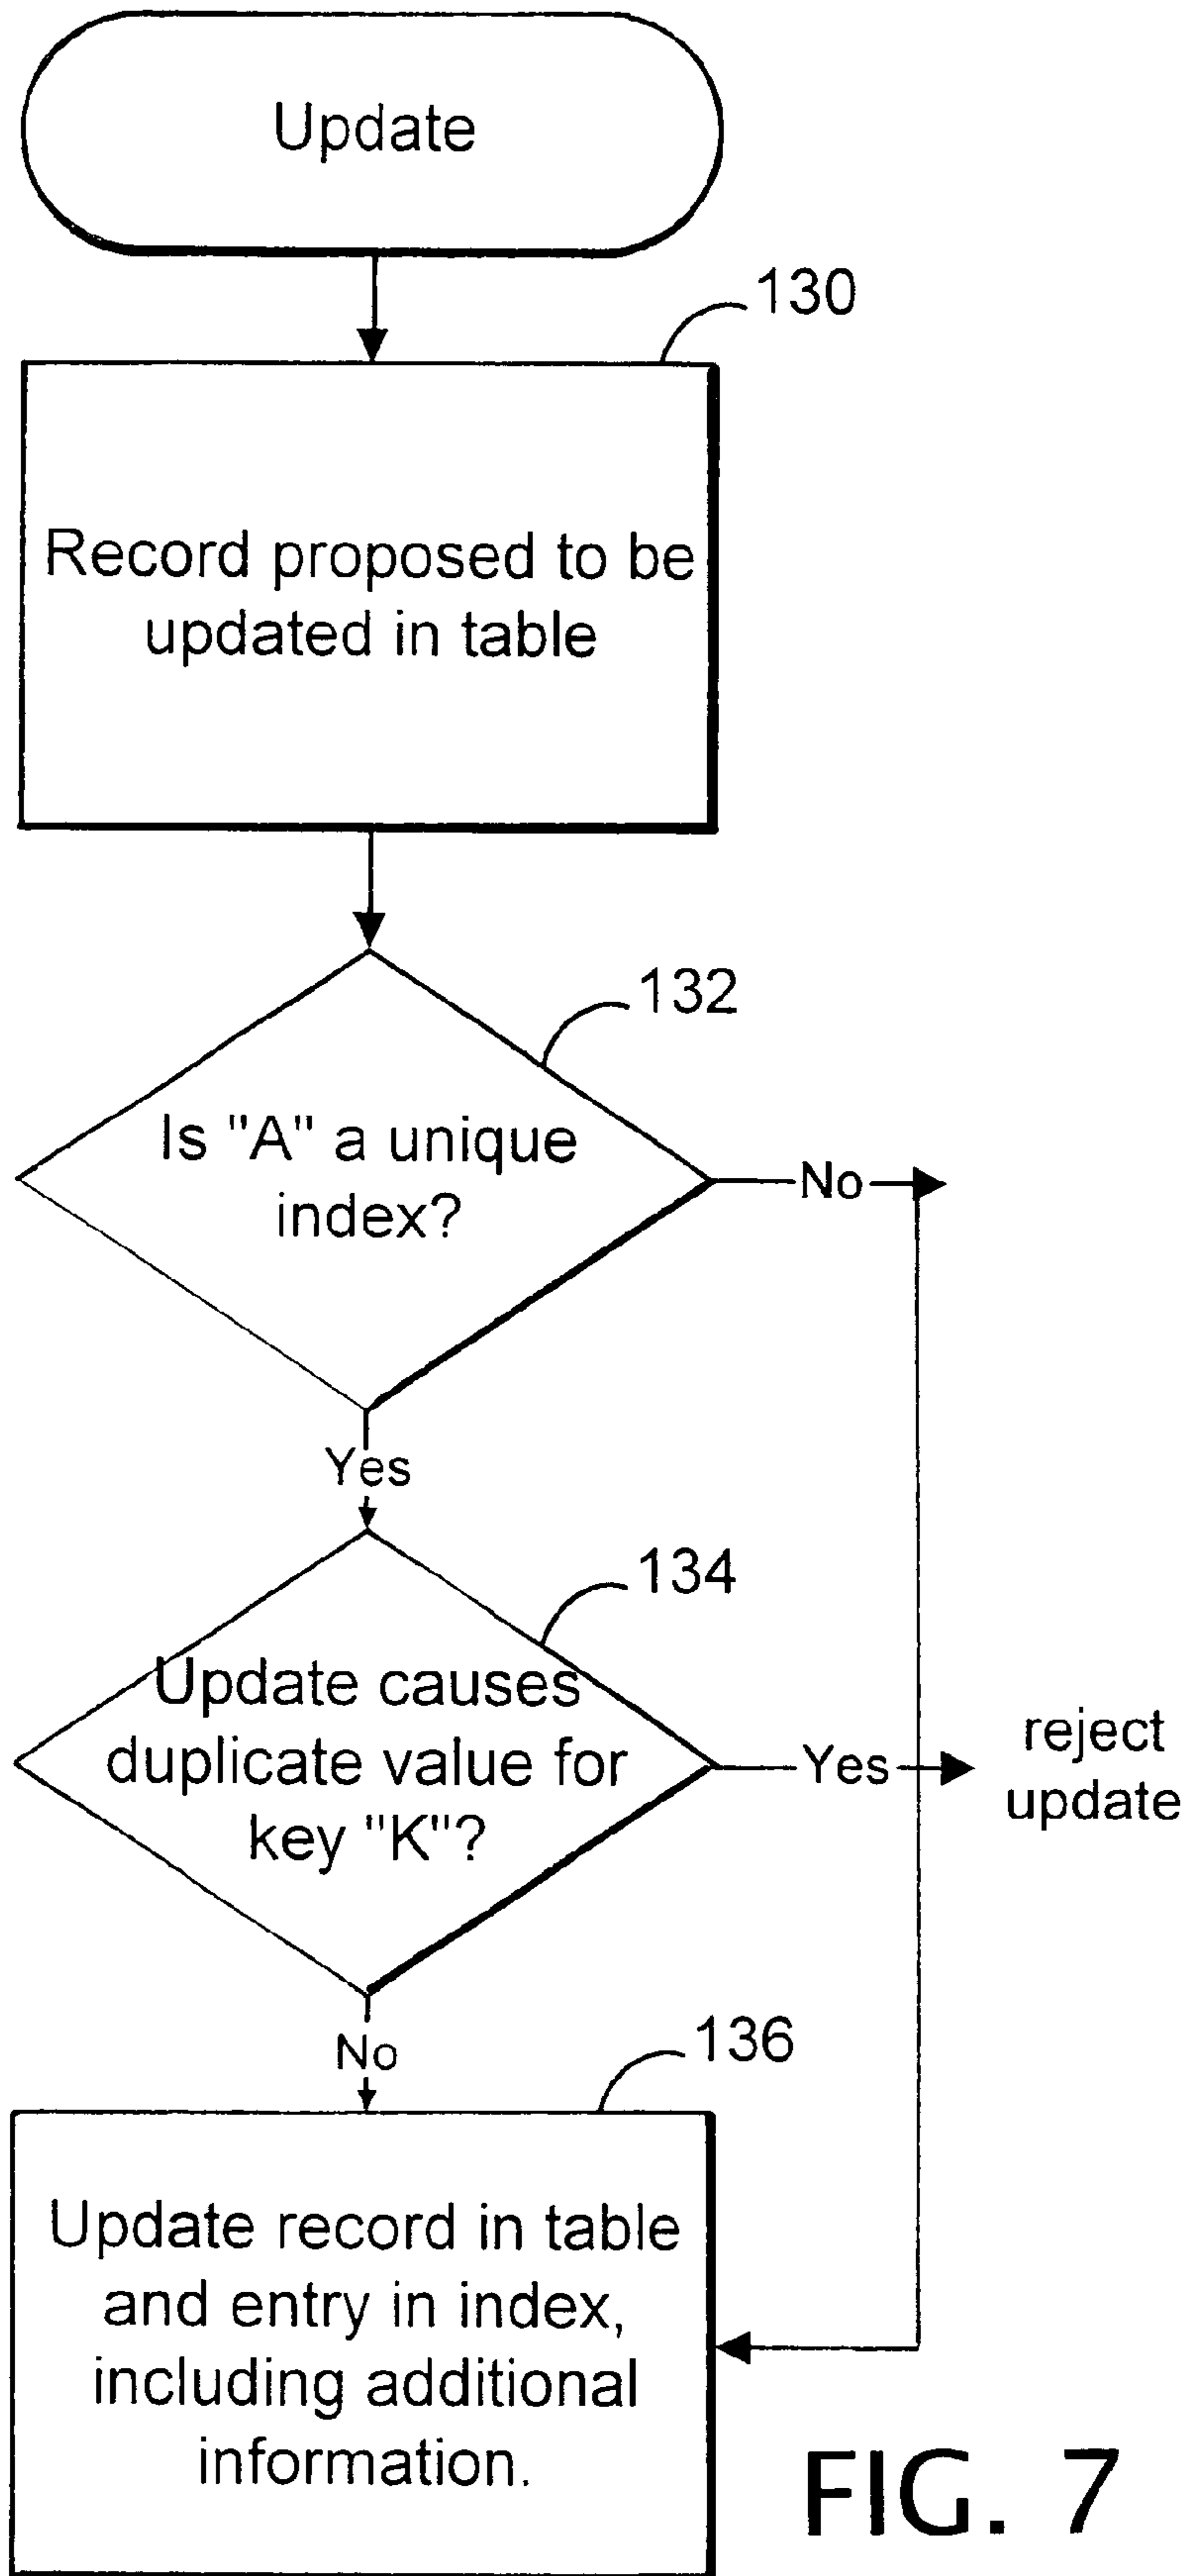 Update
130
Record proposed to be
updated in table
132
Is "A" a unique
index?
No
Yes
134
Update causes
duplicate value for
key "K"?
Yes
reject
update
No
136
Update record in table
and entry in index,
including additional
information.
FIG. 7